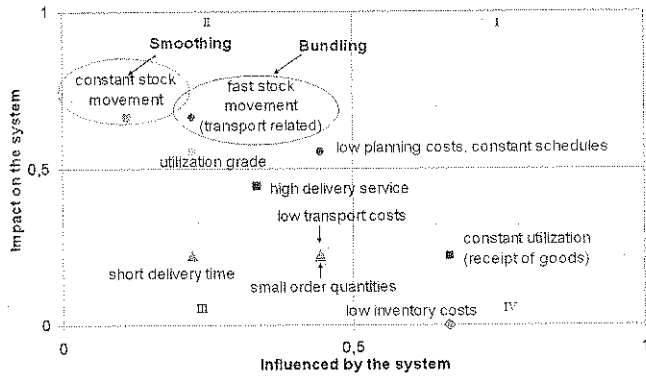 1
II
I
Smoothing
Bundling
constant stock
movement
fast stock
movement
(transport related)
utilization grade
low planning costs, constant schedules
0,5
high delivery service
low transport costs
constant utilization
(receipt of goods)
short delivery time
small order quantities
III
low inventory costs
IV
0
0
0,5
1
Influenced by the system
Impact on the system